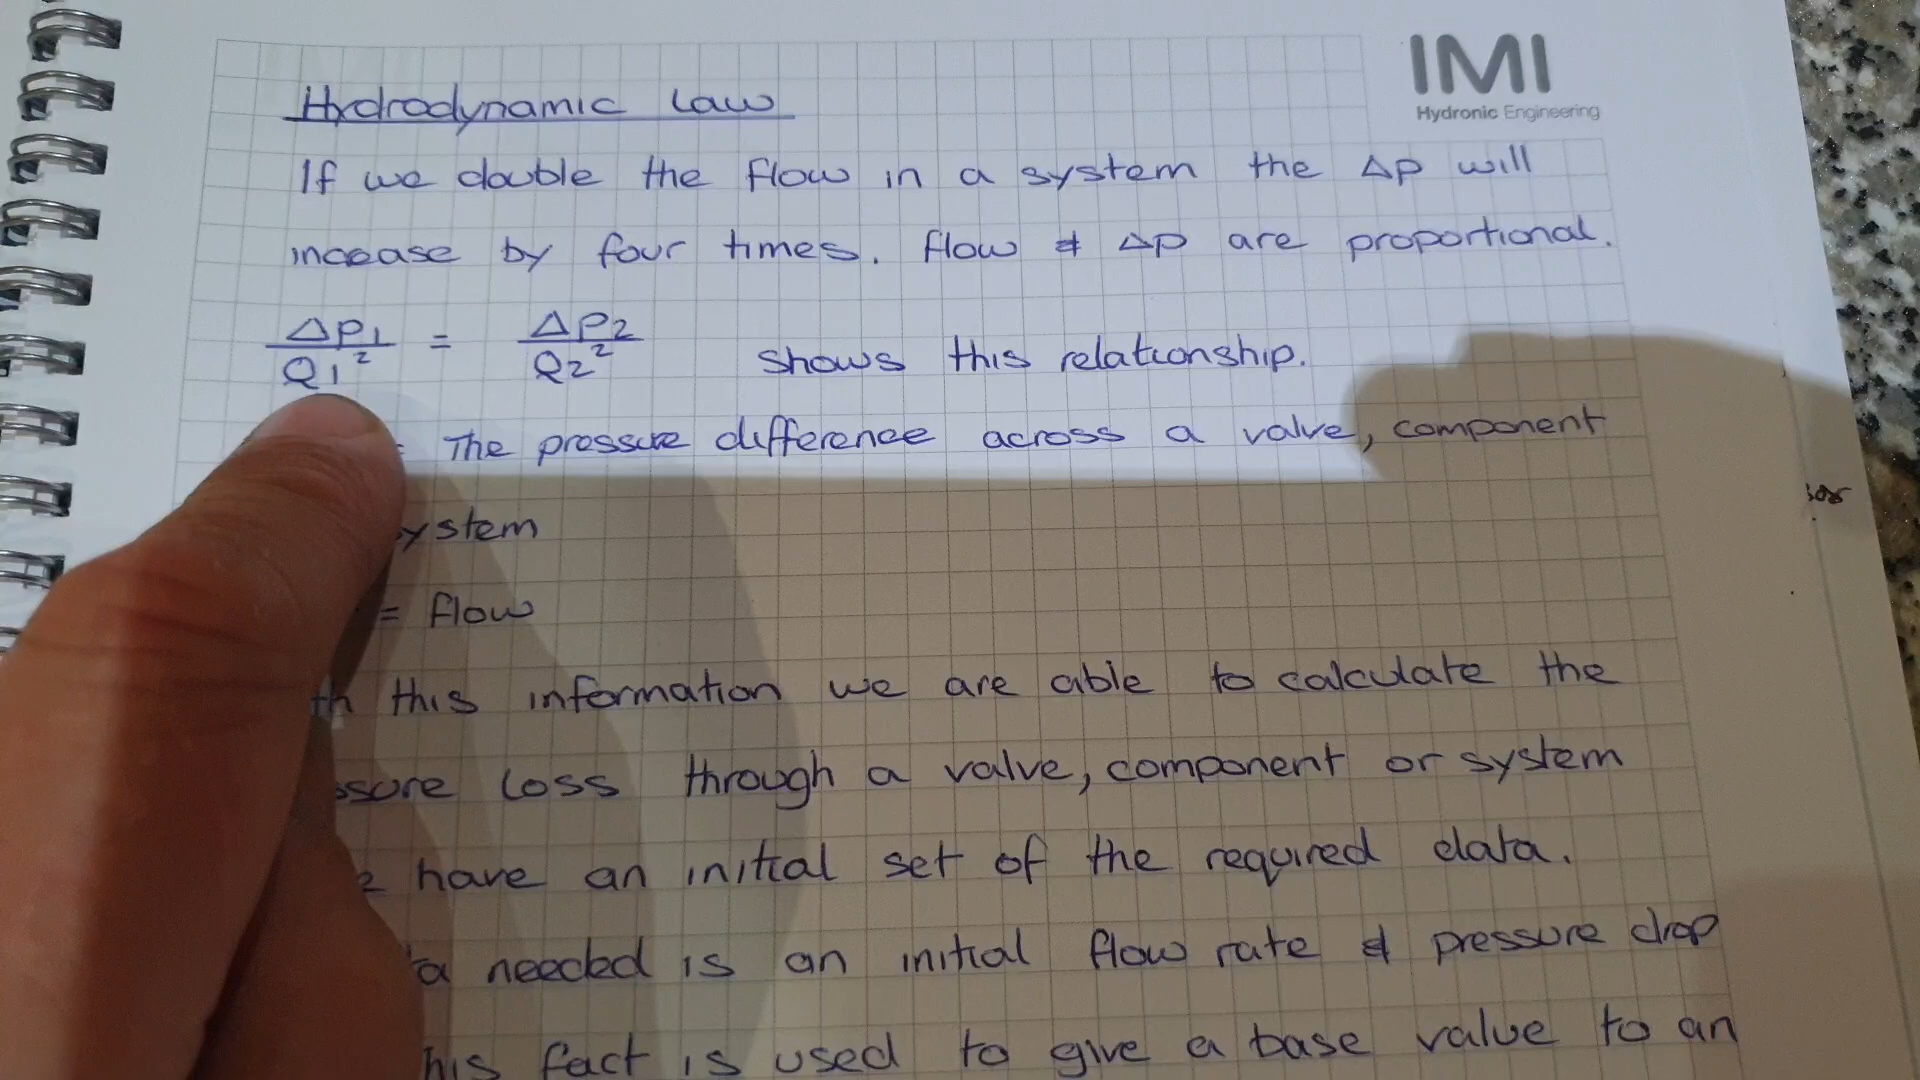 IMI
Hydronic Engineering
Hydrodynamic Law
If we double the flow in a system the Δp will
increase by four times. Flow & Δp are proportional.
ΔP1/Q1² = ΔP2/Q2² shows this relationship.
= The pressure difference across a valve, component
ystem
= flow
th this information we are able to calculate the
ssure loss through a valve, component or system
have an initial set of the required data.
ta needed is an initial flow rate & pressure drop
his fact is used to give a base value to an